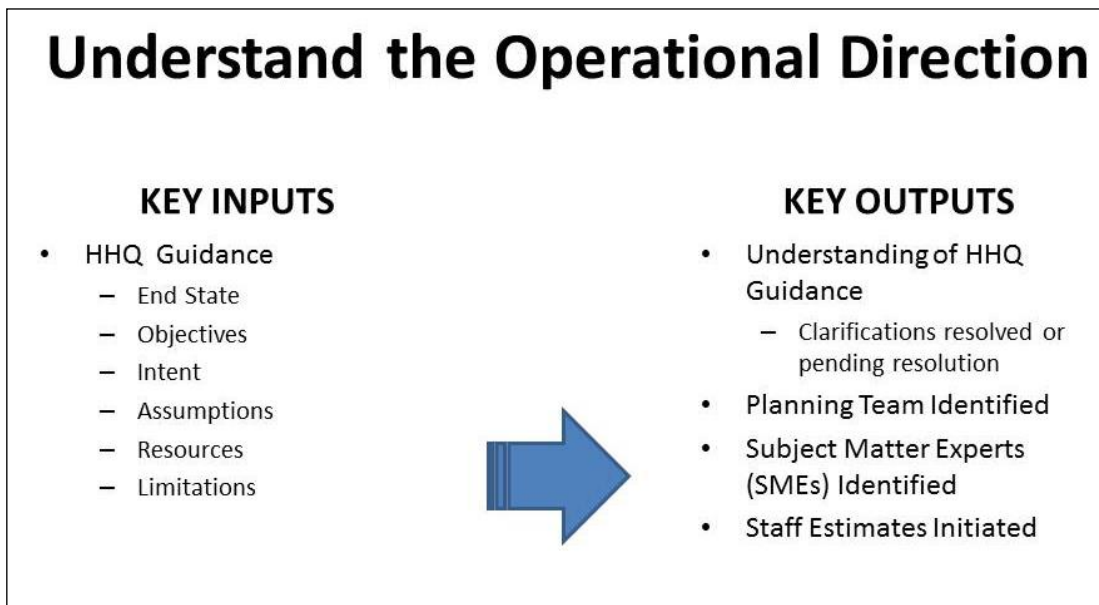 Understand the Operational Direction
KEY INPUTS
• HHQ Guidance
– End State
– Objectives
– Intent
– Assumptions
– Resources
– Limitations
KEY OUTPUTS
• Understanding of HHQ
Guidance
– Clarifications resolved or
pending resolution
• Planning Team Identified
• Subject Matter Experts
(SMEs) Identified
• Staff Estimates Initiated